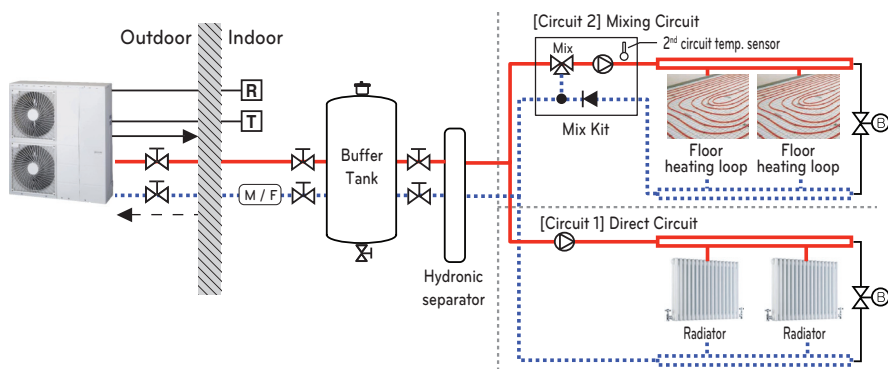 Outdoor
Indoor
R
T
M / F
Buffer
Tank
Hydronic
separator
[Circuit 2] Mixing Circuit
Mix
2nd circuit temp. sensor
Mix Kit
Floor
heating loop
Floor
heating loop
B
[Circuit 1] Direct Circuit
Radiator
Radiator
B